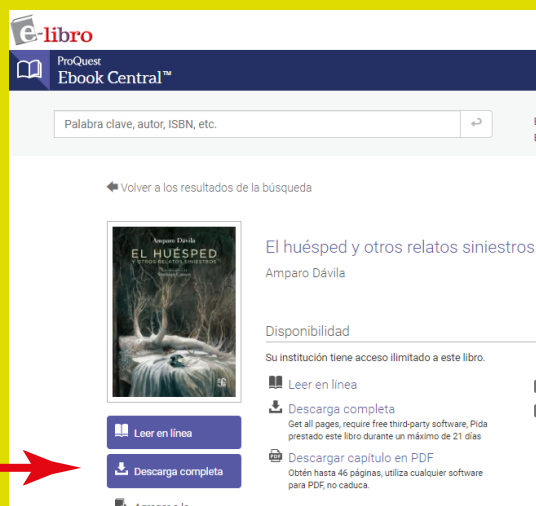 e-libro
ProQuest
Ebook Central™
Palabra clave, autor, ISBN, etc.
Volver a los resultados de la búsqueda
Amparo Dávila
EL HUÉSPED
Y OTROS RELATOS SINIESTROS
El huésped y otros relatos siniestros
Amparo Dávila
Disponibilidad
Su institución tiene acceso ilimitado a este libro.
Leer en línea
Descarga completa
Get all pages, require free third-party software, Pida
prestado este libro durante un máximo de 21 días
PDF
Descargar capítulo en PDF
Obtén hasta 46 páginas, utiliza cualquier software
para PDF, no caduca.
Leer en línea
Descarga completa